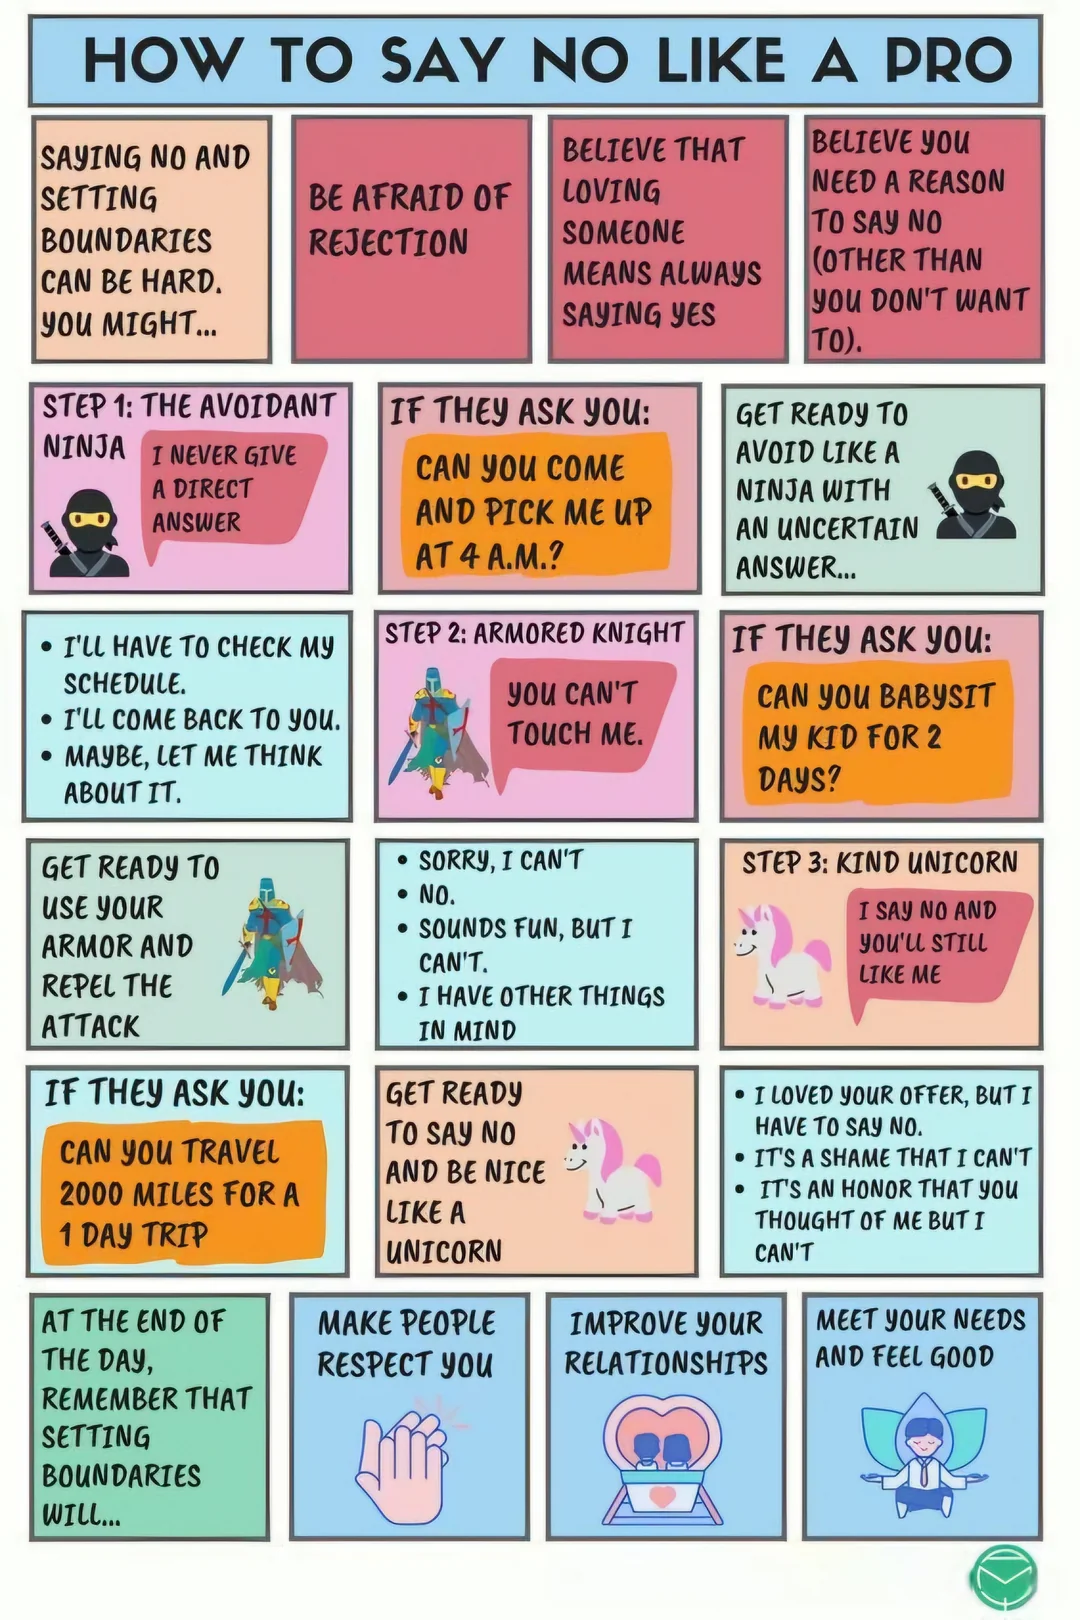 HOW TO SAY NO LIKE A PRO
SAYING NO AND
SETTING
BOUNDARIES
CAN BE HARD.
YOU MIGHT...
BE AFRAID OF
REJECTION
BELIEVE THAT
LOVING
SOMEONE
MEANS ALWAYS
SAYING YES
BELIEVE YOU
NEED A REASON
TO SAY NO
(OTHER THAN
YOU DON'T WANT
TO).
STEP 1: THE AVOIDANT
NINJA
I NEVER GIVE
A DIRECT
ANSWER
IF THEY ASK YOU:
CAN YOU COME
AND PICK ME UP
AT 4 A.M.?
GET READY TO
AVOID LIKE A
NINJA WITH
AN UNCERTAIN
ANSWER...
• I'LL HAVE TO CHECK MY
SCHEDULE.
• I'LL COME BACK TO YOU.
• MAYBE, LET ME THINK
ABOUT IT.
STEP 2: ARMORED KNIGHT
YOU CAN'T
TOUCH ME.
IF THEY ASK YOU:
CAN YOU BABYSIT
MY KID FOR 2
DAYS?
GET READY TO
USE YOUR
ARMOR AND
REPEL THE
ATTACK
• SORRY, I CAN'T
• NO.
• SOUNDS FUN, BUT I
CAN'T.
• I HAVE OTHER THINGS
IN MIND
STEP 3: KIND UNICORN
I SAY NO AND
YOU'LL STILL
LIKE ME
IF THEY ASK YOU:
CAN YOU TRAVEL
2000 MILES FOR A
1 DAY TRIP
GET READY
TO SAY NO
AND BE NICE
LIKE A
UNICORN
• I LOVED YOUR OFFER, BUT I
HAVE TO SAY NO.
• IT'S A SHAME THAT I CAN'T
• IT'S AN HONOR THAT YOU
THOUGHT OF ME BUT I
CAN'T
AT THE END OF
THE DAY,
REMEMBER THAT
SETTING
BOUNDARIES
WILL...
MAKE PEOPLE
RESPECT YOU
IMPROVE YOUR
RELATIONSHIPS
MEET YOUR NEEDS
AND FEEL GOOD